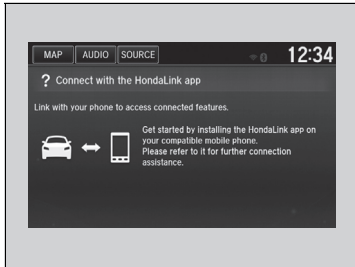 MAP AUDIO SOURCE 12:34
? Connect with the HondaLink app
Link with your phone to access connected features.
Get started by installing the HondaLink app on
your compatible mobile phone.
Please refer to it for further connection
assistance.